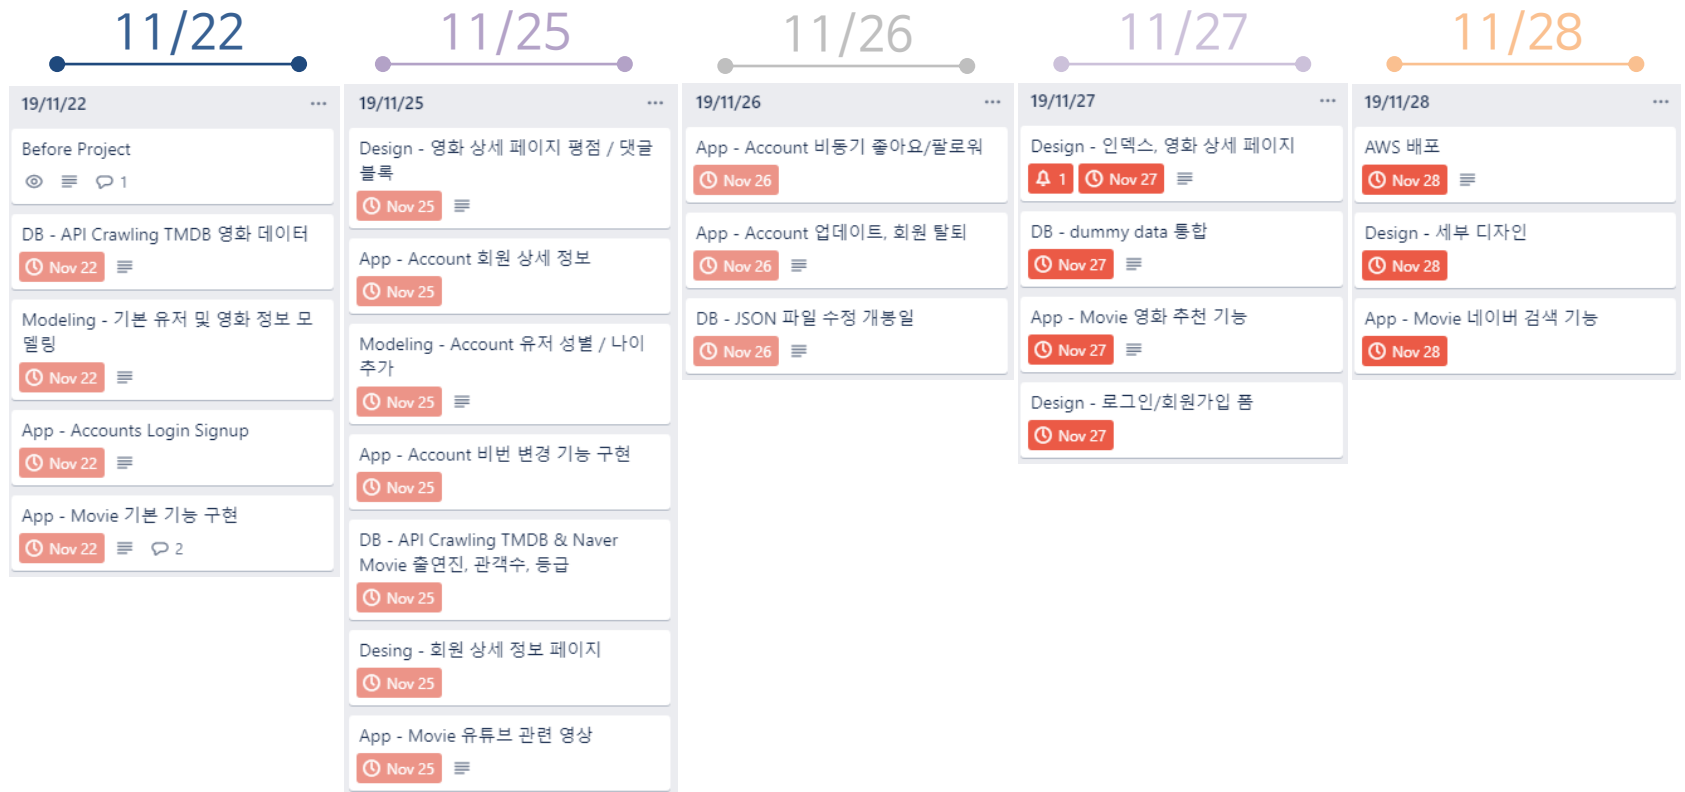 11/22
19/11/22
Before Project
1
DB - API Crawling TMDB 영화 데이터
Nov 22
Modeling - 기본 유저 및 영화 정보 모
델링
Nov 22
App - Accounts Login Signup
Nov 22
App - Movie 기본 기능 구현
Nov 22
2
11/25
19/11/25
Design - 영화 상세 페이지 평점 / 댓글
블록
Nov 25
App - Account 회원 상세 정보
Nov 25
Modeling - Account 유저 성별 / 나이
추가
Nov 25
App - Account 비번 변경 기능 구현
Nov 25
DB - API Crawling TMDB & Naver
Movie 출연진, 관객수, 등급
Nov 25
Desing - 회원 상세 정보 페이지
Nov 25
App - Movie 유튜브 관련 영상
Nov 25
11/26
19/11/26
App - Account 비동기 좋아요/팔로워
Nov 26
App - Account 업데이트, 회원 탈퇴
Nov 26
DB - JSON 파일 수정 개봉일
Nov 26
11/27
19/11/27
Design - 인덱스, 영화 상세 페이지
1 Nov 27
DB - dummy data 통합
Nov 27
App - Movie 영화 추천 기능
Nov 27
Design - 로그인/회원가입 폼
Nov 27
11/28
19/11/28
AWS 배포
Nov 28
Design - 세부 디자인
Nov 28
App - Movie 네이버 검색 기능
Nov 28